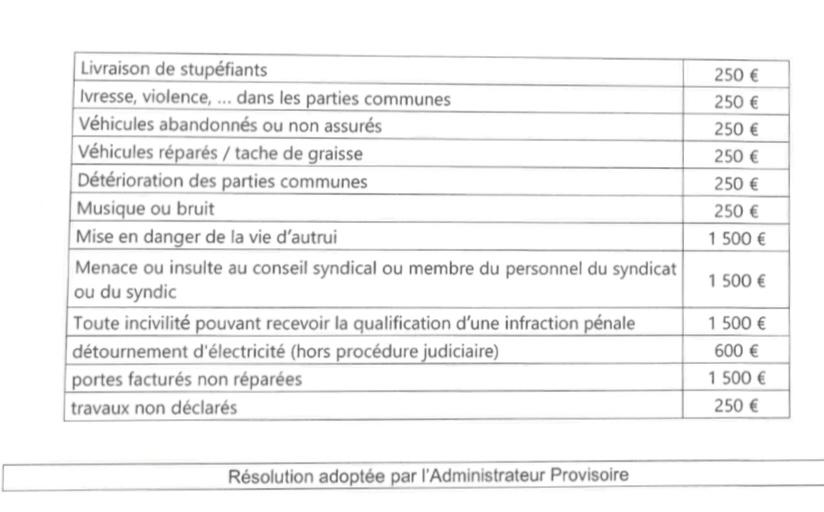 Livraison de stupéfiants 250 €
Ivresse, violence, ... dans les parties communes 250 €
Véhicules abandonnés ou non assurés 250 €
Véhicules réparés / tache de graisse 250 €
Détérioration des parties communes 250 €
Musique ou bruit 250 €
Mise en danger de la vie d'autrui 1 500 €
Menace ou insulte au conseil syndical ou membre du personnel du syndicat
ou du syndic 1 500 €
Toute incivilité pouvant recevoir la qualification d'une infraction pénale 1 500 €
détournement d'électricité (hors procédure judiciaire) 600 €
portes facturés non réparées 1 500 €
travaux non déclarés 250 €
Résolution adoptée par l'Administrateur Provisoire